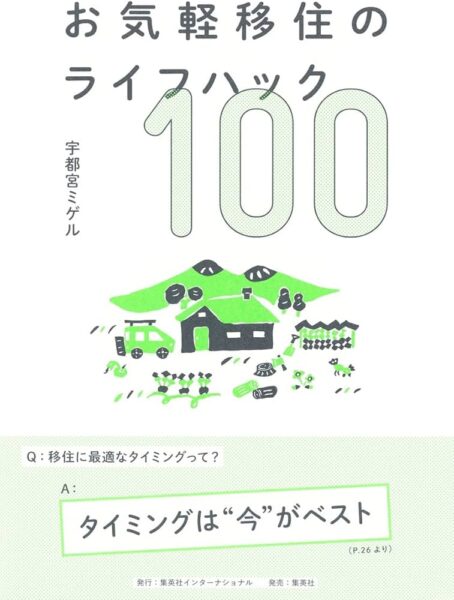 お気軽移住の
ライフハック
100
宇都宮ミゲル
Q：移住に最適なタイミングって？
A：
タイミングは“今”がベスト
（P.26より）
発行：集英社インターナショナル　発売：集英社